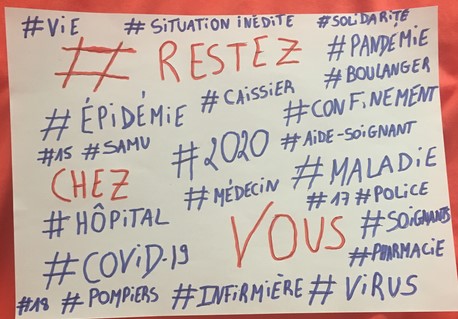 #ViE # SiTUATiON iNÉDiTE #SOLiDARiTÉ
# RESTEZ #PANDÉMiE
#BOULANGER
#ÉPiDÉMiE #CAiSSiER #CONFiNEMENT
#15 #SAMU #2020 #AiDE-SOiGNANT
CHEZ #MÉDECiN #MALADiE
#17 #POLiCE
#HÔPiTAL VOUS #SOiGNANTS
#COViD-19 #PHARMACiE
#18 # POMPiERS #iNFiRMiÈRE # ViRUS